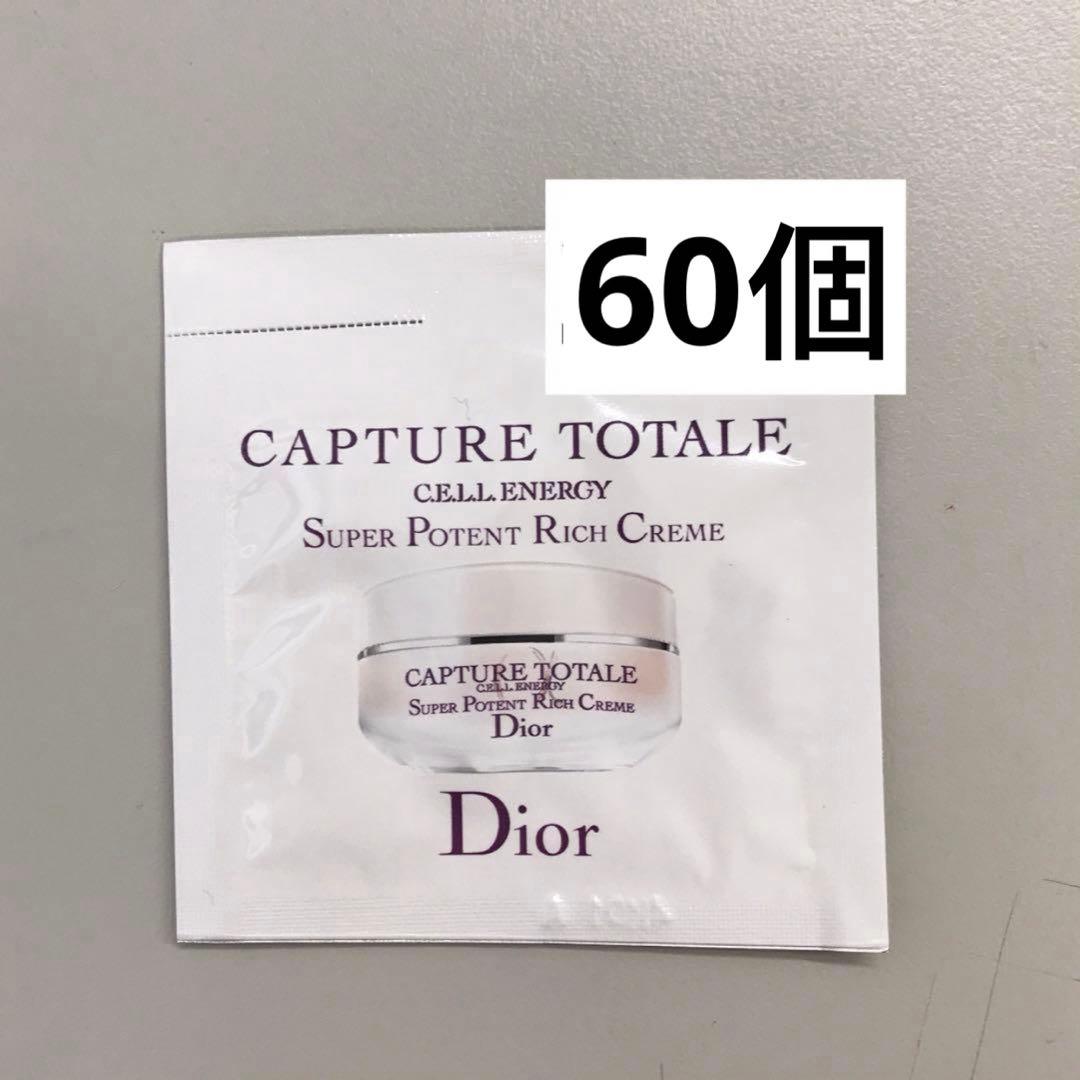 60個
CAPTURE TOTALE
C.E.L.L. ENERGY
SUPER POTENT RICH CREME
CAPTURE TOTALE
C.E.L.L. ENERGY
SUPER POTENT RICH CREME
Dior
Dior